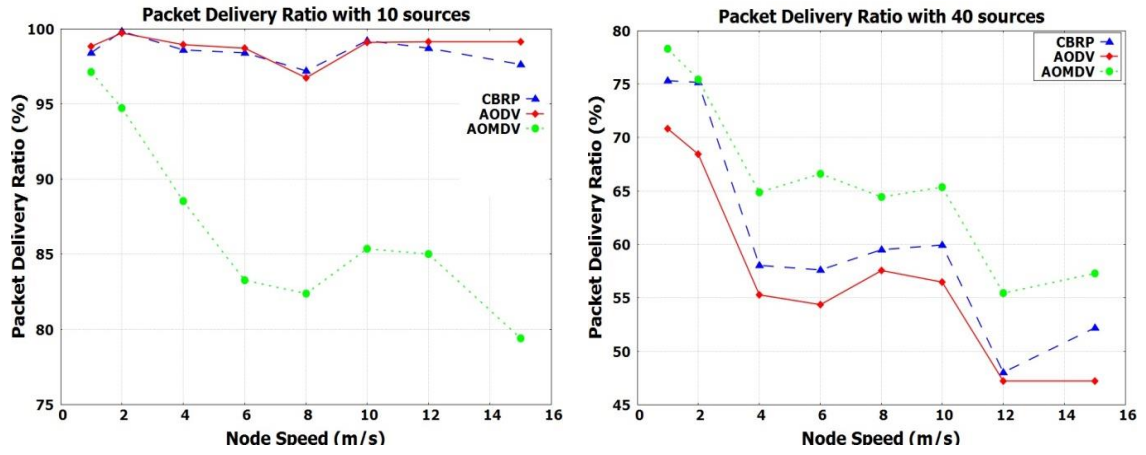 Packet Delivery Ratio with 10 sources
Packet Delivery Ratio (%)
100
95
90
85
80
75
CBRP
AODV
AOMDV
0 2 4 6 8 10 12 14 16
Node Speed (m/s)
Packet Delivery Ratio with 40 sources
Packet Delivery Ratio (%)
80
75
70
65
60
55
50
45
CBRP
AODV
AOMDV
0 2 4 6 8 10 12 14 16
Node Speed (m/s)